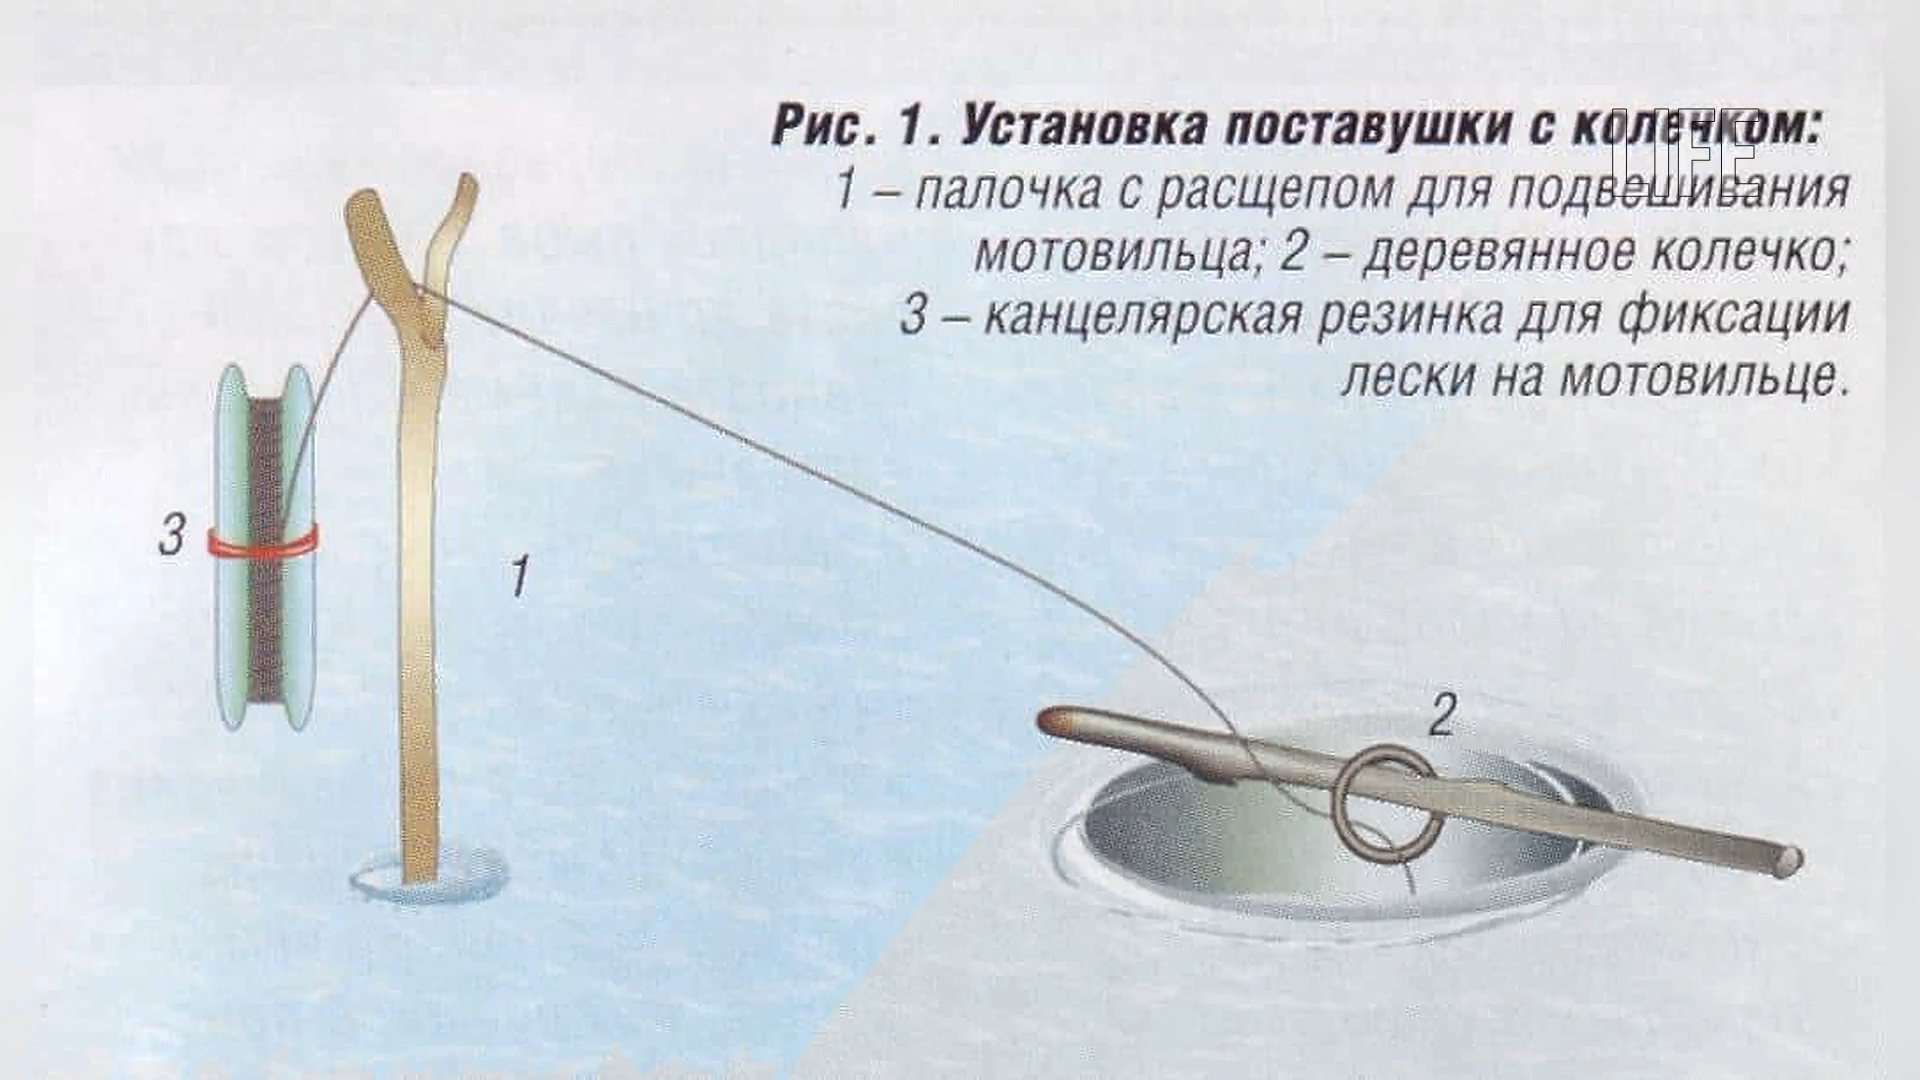 Рис. 1. Установка поставушки с колечком:
1 – палочка с расщепом для подвешивания
мотовильца; 2 – деревянное колечко;
3 – канцелярская резинка для фиксации
лески на мотовильце.
LIFE
3
1
2